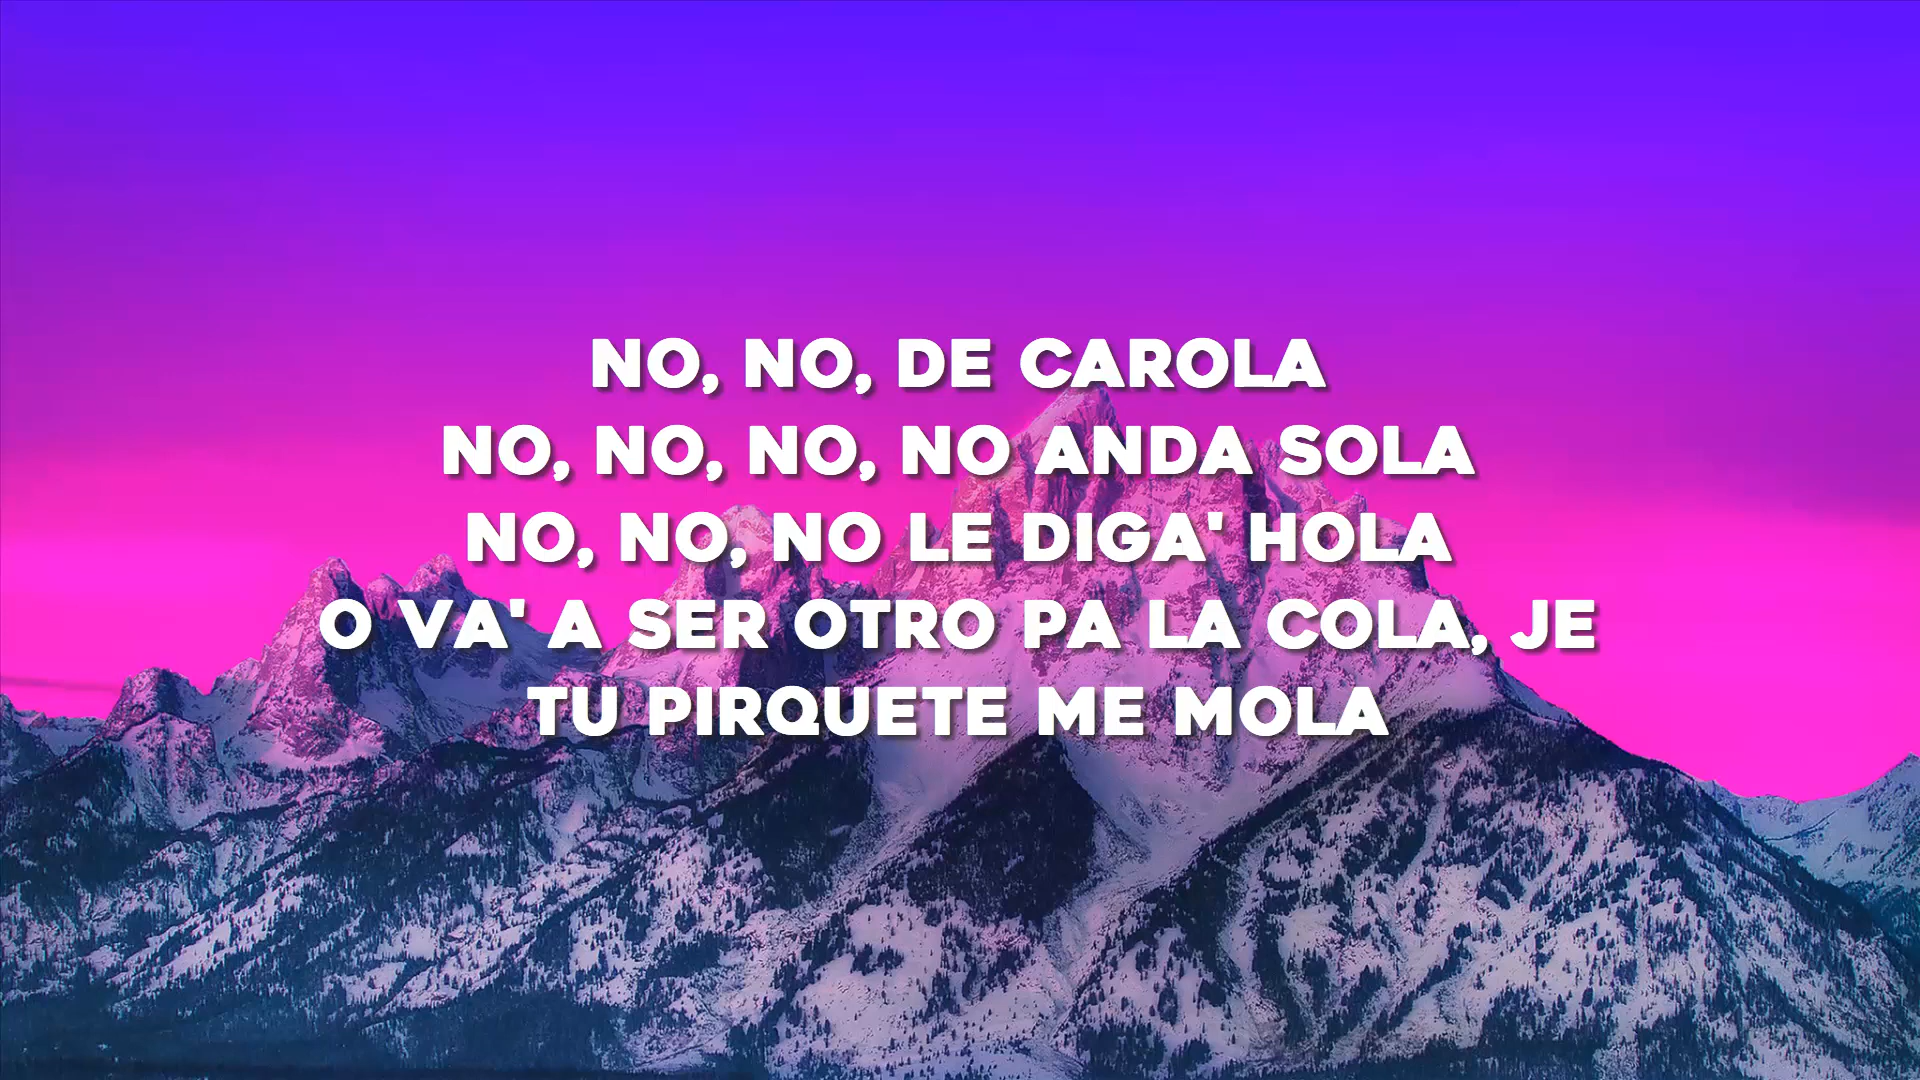 NO, NO, DE CAROLA
NO, NO, NO, NO ANDA SOLA
NO, NO, NO LE DIGA' HOLA
O VA' A SER OTRO PA LA COLA, JE
TU PIRQUETE ME MOLA